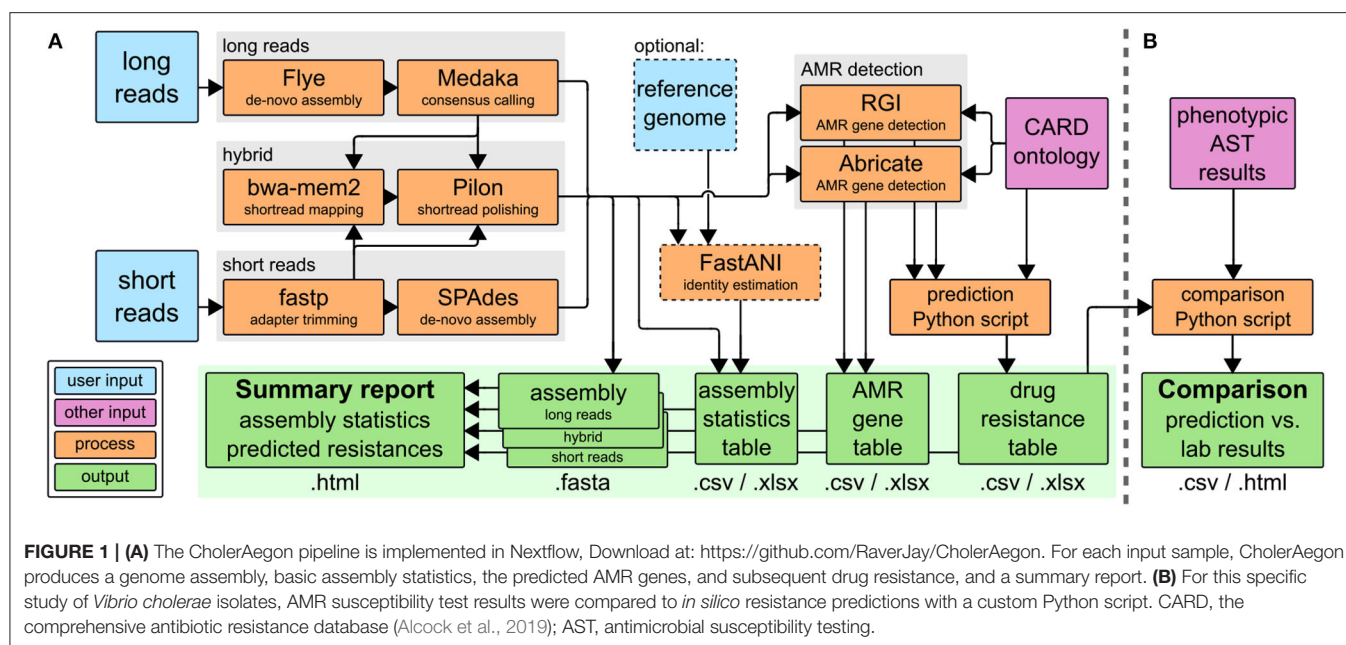 A
long
reads
long reads
Flye
de-novo assembly
Medaka
consensus calling
hybrid
bwa-mem2
shortread mapping
Pilon
shortread polishing
short
reads
short reads
fastp
adapter trimming
SPAdes
de-novo assembly
optional:
reference
genome
FastANI
identity estimation
AMR detection
RGI
AMR gene detection
Abricate
AMR gene detection
CARD
ontology
prediction
Python script
B
phenotypic
AST
results
comparison
Python script
user input
other input
process
output
Summary report
assembly statistics
predicted resistances
.html
assembly
long reads
hybrid
short reads
.fasta
assembly
statistics
table
.csv / .xlsx
AMR
gene
table
.csv / .xlsx
drug
resistance
table
.csv / .xlsx
Comparison
prediction vs.
lab results
.csv / .html
FIGURE 1 | (A) The CholerAegon pipeline is implemented in Nextflow, Download at: https://github.com/RaverJay/CholerAegon. For each input sample, CholerAegon
produces a genome assembly, basic assembly statistics, the predicted AMR genes, and subsequent drug resistance, and a summary report. (B) For this specific
study of Vibrio cholerae isolates, AMR susceptibility test results were compared to in silico resistance predictions with a custom Python script. CARD, the
comprehensive antibiotic resistance database (Alcock et al., 2019); AST, antimicrobial susceptibility testing.